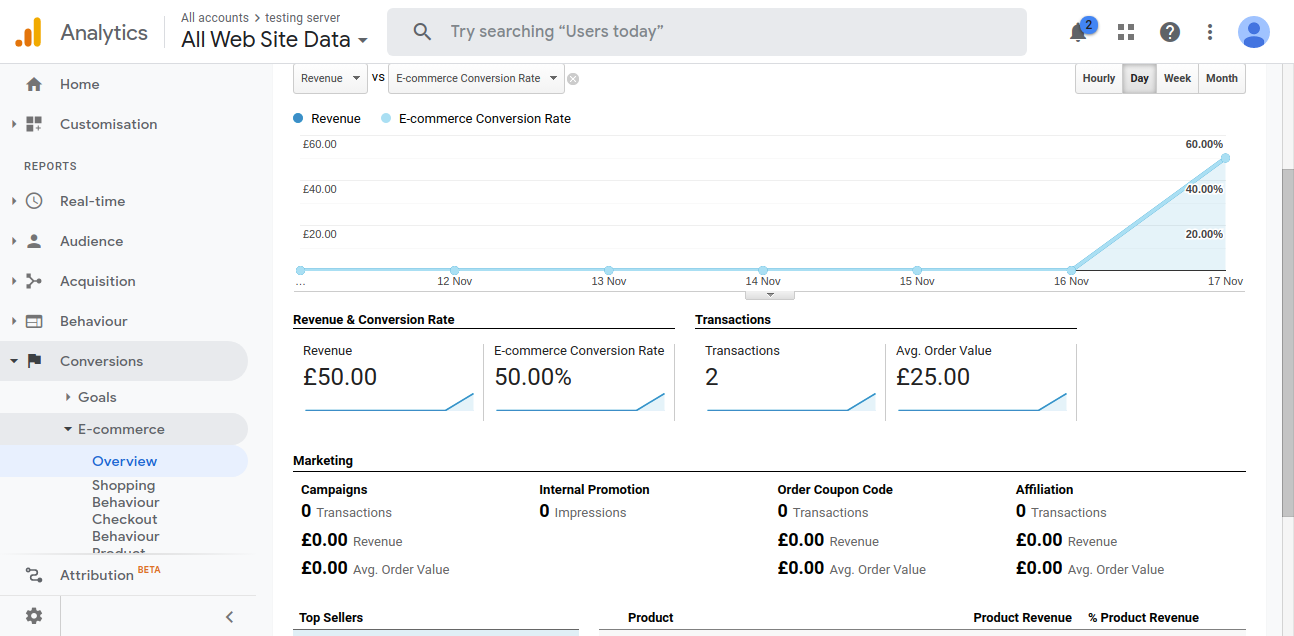 Analytics
All accounts > testing server
All Web Site Data
Try searching “Users today”
2
Home
Customisation
REPORTS
Real-time
Audience
Acquisition
Behaviour
Conversions
Goals
E-commerce
Overview
Shopping
Behaviour
Checkout
Behaviour
Product
Attribution BETA
Revenue VS E-commerce Conversion Rate
Hourly Day Week Month
Revenue E-commerce Conversion Rate
£60.00 60.00%
£40.00 40.00%
£20.00 20.00%
... 12 Nov 13 Nov 14 Nov 15 Nov 16 Nov 17 Nov
Revenue & Conversion Rate Transactions
Revenue E-commerce Conversion Rate Transactions Avg. Order Value
£50.00 50.00% 2 £25.00
Marketing
Campaigns Internal Promotion Order Coupon Code Affiliation
0 Transactions 0 Impressions 0 Transactions 0 Transactions
£0.00 Revenue £0.00 Revenue £0.00 Revenue
£0.00 Avg. Order Value £0.00 Avg. Order Value £0.00 Avg. Order Value
Top Sellers Product Product Revenue % Product Revenue